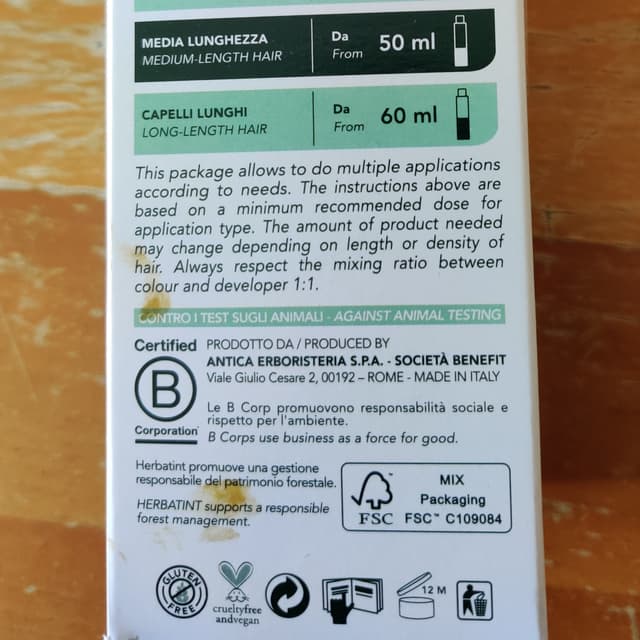 MEDIA LUNGHEZZA Da 50 ml
MEDIUM-LENGTH HAIR From
CAPELLI LUNGHI Da 60 ml
LONG-LENGTH HAIR From
This package allows to do multiple applications
according to needs. The instructions above are
based on a minimum recommended dose for
application type. The amount of product needed
may change depending on length or density of
hair. Always respect the mixing ratio between
colour and developer 1:1.
CONTRO I TEST SUGLI ANIMALI - AGAINST ANIMAL TESTING
Certified
B
Corporation
PRODOTTO DA / PRODUCED BY
ANTICA ERBORISTERIA S.P.A. - SOCIETÀ BENEFIT
Viale Giulio Cesare 2, 00192 – ROME - MADE IN ITALY
Le B Corp promuovono responsabilità sociale e
rispetto per l'ambiente.
B Corps use business as a force for good.
Herbatint promuove una gestione
responsabile del patrimonio forestale.
HERBATINT supports a responsible
forest management.
FSC™
MIX
Packaging
FSC™ C109084
GLUTEN
FREE
crueltyfree
andvegan
12 M